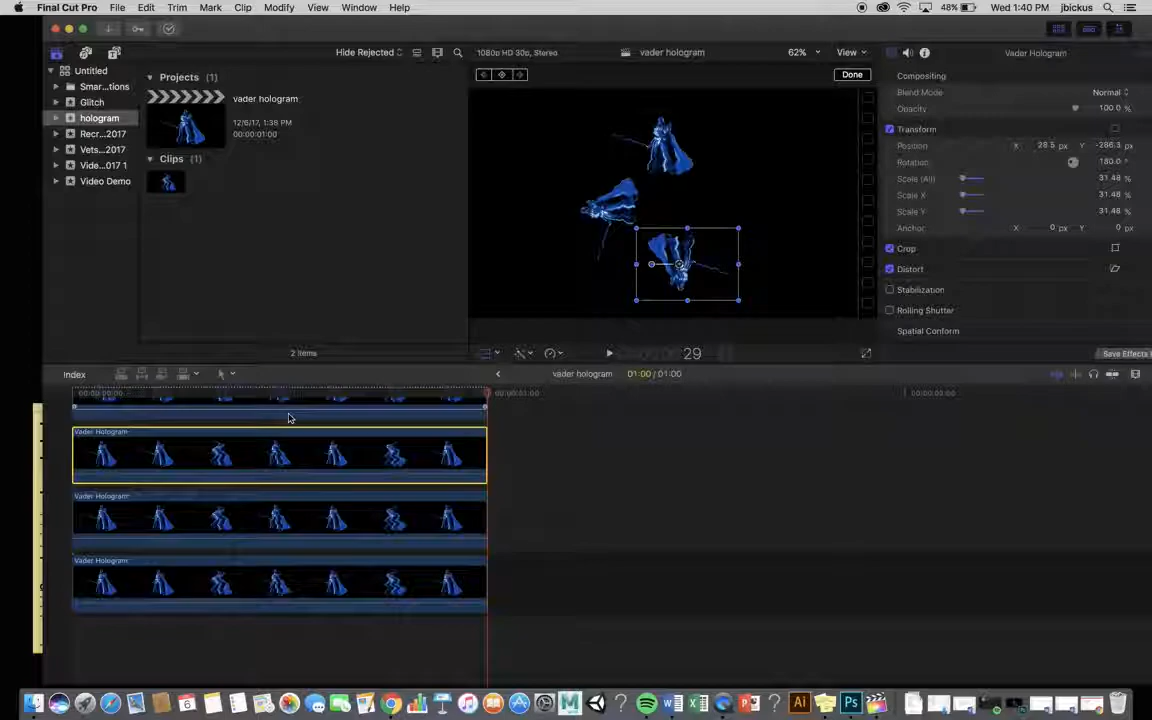 Final Cut Pro File Edit Trim Mark Clip Modify View Window Help 48% Wed 1:40 PM jbickus
Hide Rejected 1080p HD 30p, Stereo vader hologram 62% View Vader Hologram
Untitled
Smar...tions
Glitch
hologram
Recr...2017
Vets...2017
Vide...017 1
Video Demo
Projects (1)
vader hologram
12/6/17, 1:38 PM
00:00:01:00
Clips (1)
2 items
Done
Compositing
Blend Mode Normal
Opacity 100.0 %
Transform
Position X 28.5 px Y -286.3 px
Rotation 180.0 °
Scale (All) 31.48 %
Scale X 31.48 %
Scale Y 31.48 %
Anchor X 0 px Y 0 px
Crop
Distort
Stabilization
Rolling Shutter
Spatial Conform
29
Save Effects
Index vader hologram 01:00 / 01:00
00:00:00:00 00:00:01:00
Vader Hologram
Vader Hologram
Vader Hologram
6
Ai Ps